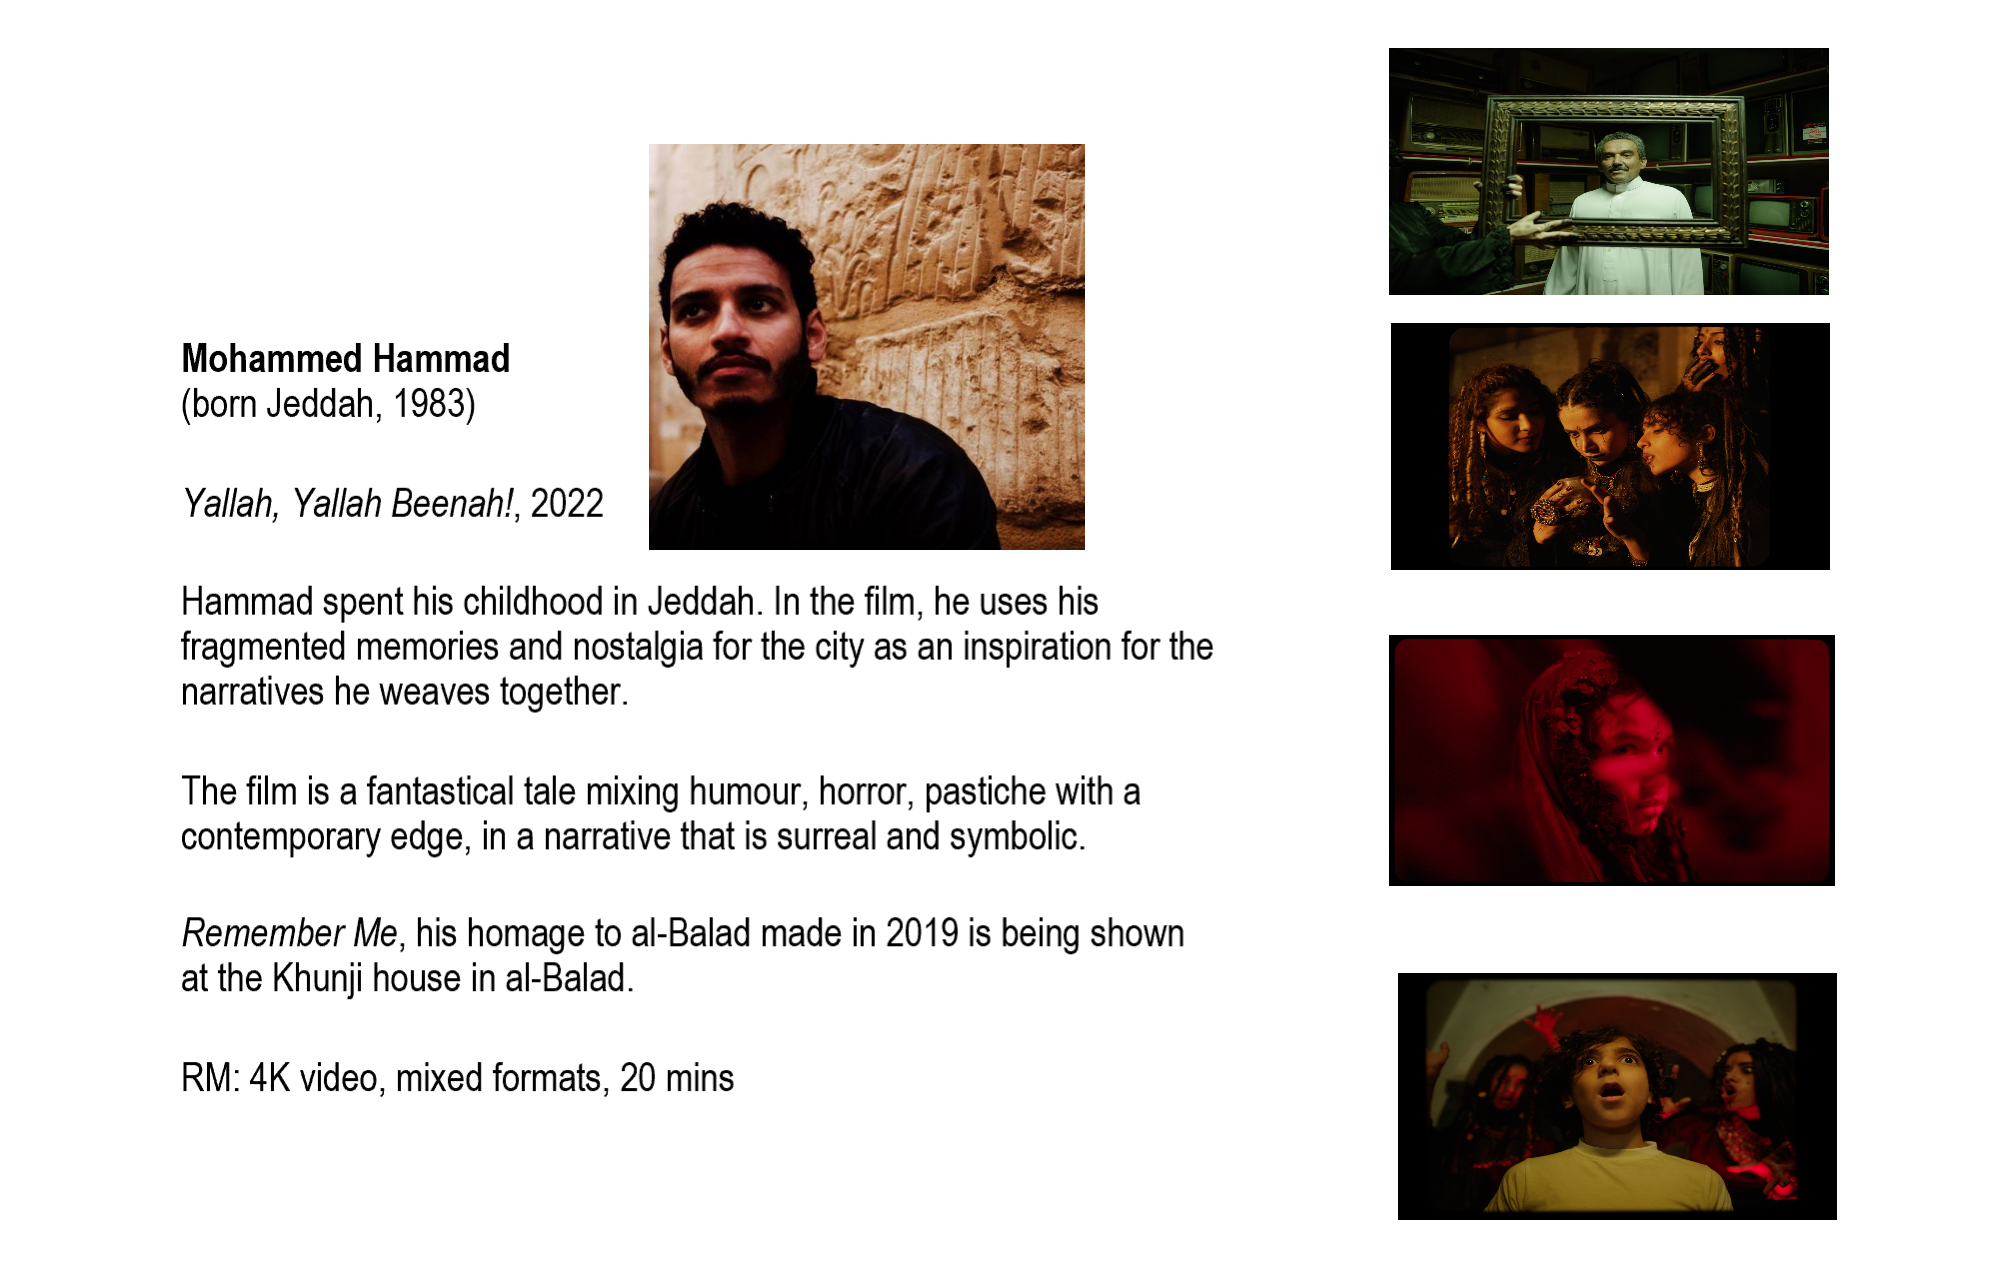 Mohammed Hammad
(born Jeddah, 1983)
Yallah, Yallah Beenah!, 2022
Hammad spent his childhood in Jeddah. In the film, he uses his
fragmented memories and nostalgia for the city as an inspiration for the
narratives he weaves together.
The film is a fantastical tale mixing humour, horror, pastiche with a
contemporary edge, in a narrative that is surreal and symbolic.
Remember Me, his homage to al-Balad made in 2019 is being shown
at the Khunji house in al-Balad.
RM: 4K video, mixed formats, 20 mins